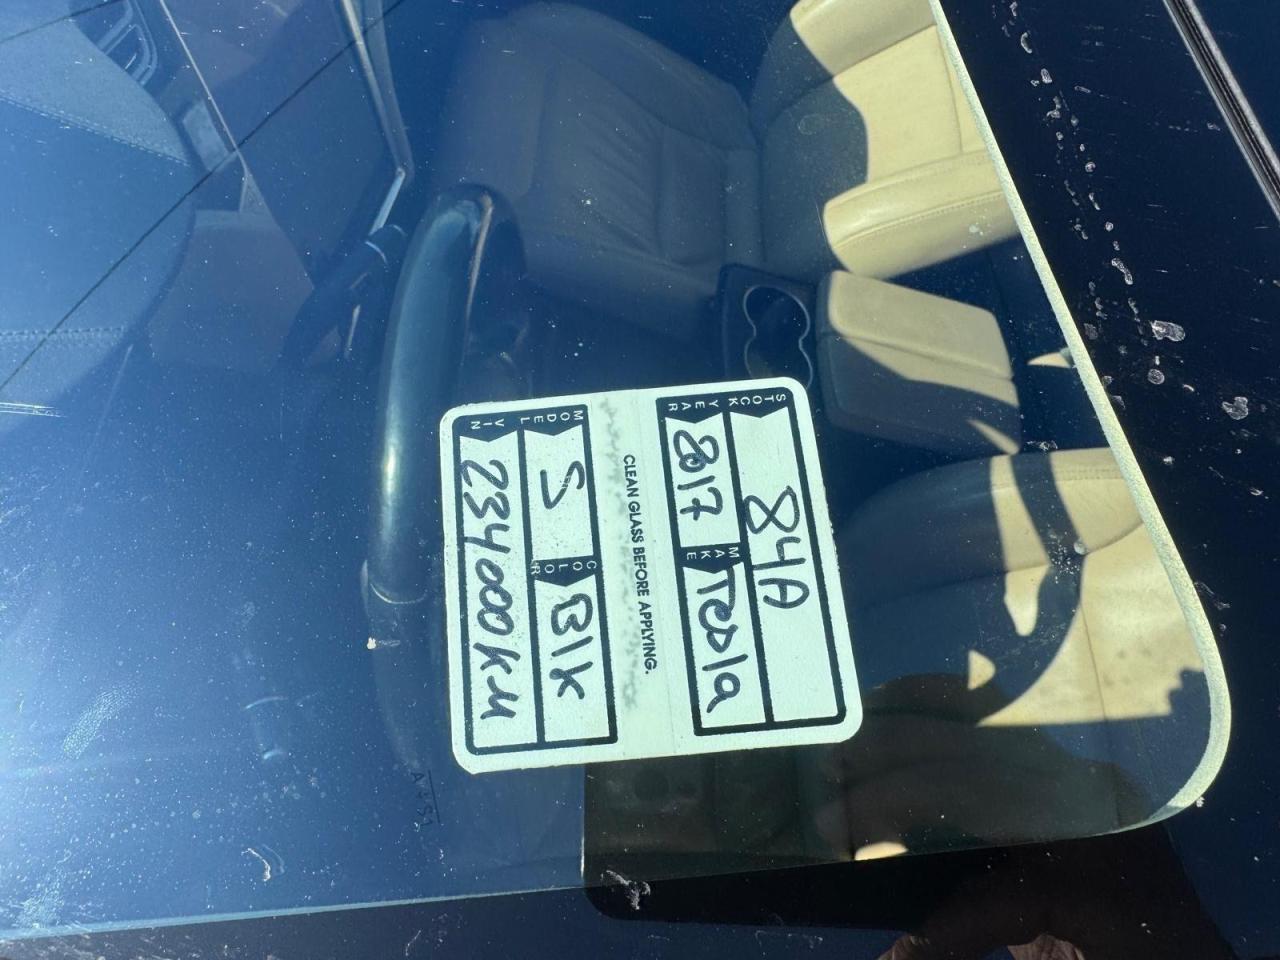 STOCK 84A
YEAR 2017 MAKE Tesla
CLEAN GLASS BEFORE APPLYING.
MODEL S COLOR Blk
VIN 234000KM